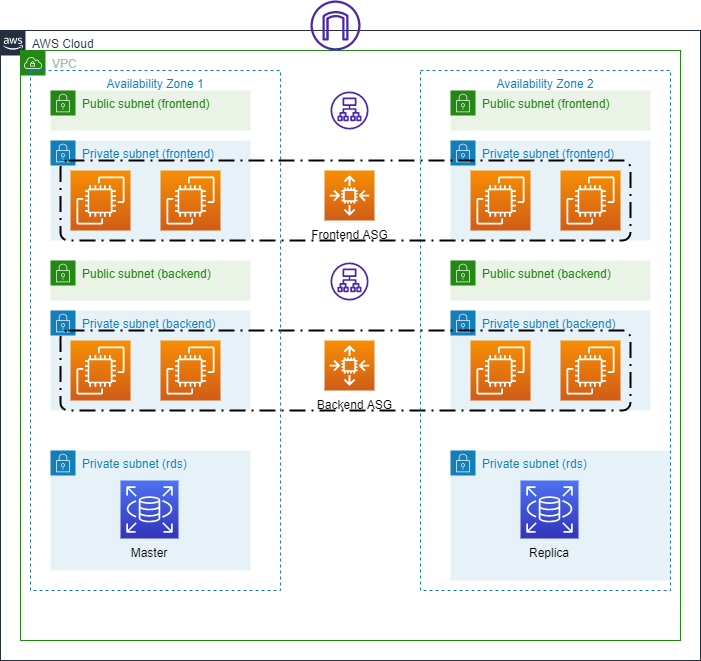 aws
AWS Cloud
VPC
Availability Zone 1
Availability Zone 2
Public subnet (frontend)
Public subnet (frontend)
Private subnet (frontend)
Private subnet (frontend)
Frontend ASG
Public subnet (backend)
Public subnet (backend)
Private subnet (backend)
Private subnet (backend)
Backend ASG
Private subnet (rds)
Private subnet (rds)
Master
Replica